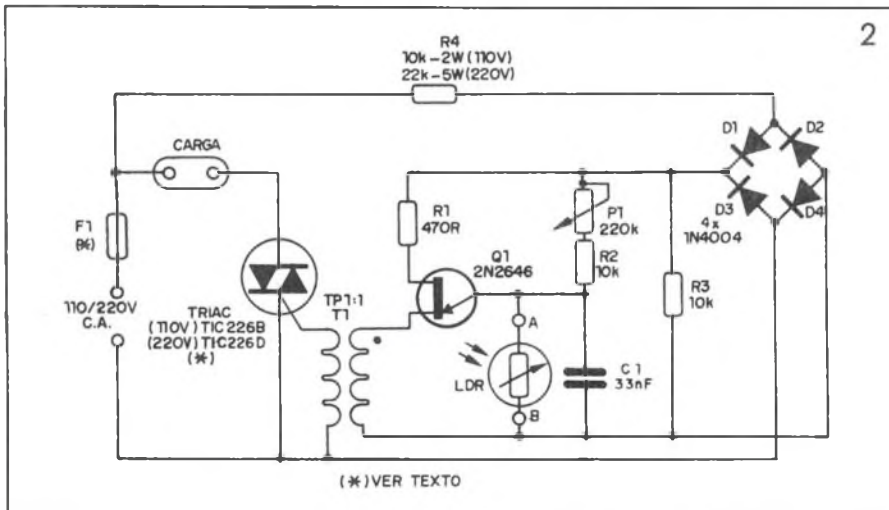 2
R4
10k-2W(110V)
22k-5W(220V)
CARGA
D1
D2
D3
D4
4x
1N4004
F1
(※)
R1
470R
P1
220k
R2
10k
Q1
2N2646
R3
10k
110/220V
C.A.
TRIAC
(110V) TIC226B
(220V) TIC226D
(※)
TP1:1
T1
A
LDR
B
C1
33nF
(※) VER TEXTO